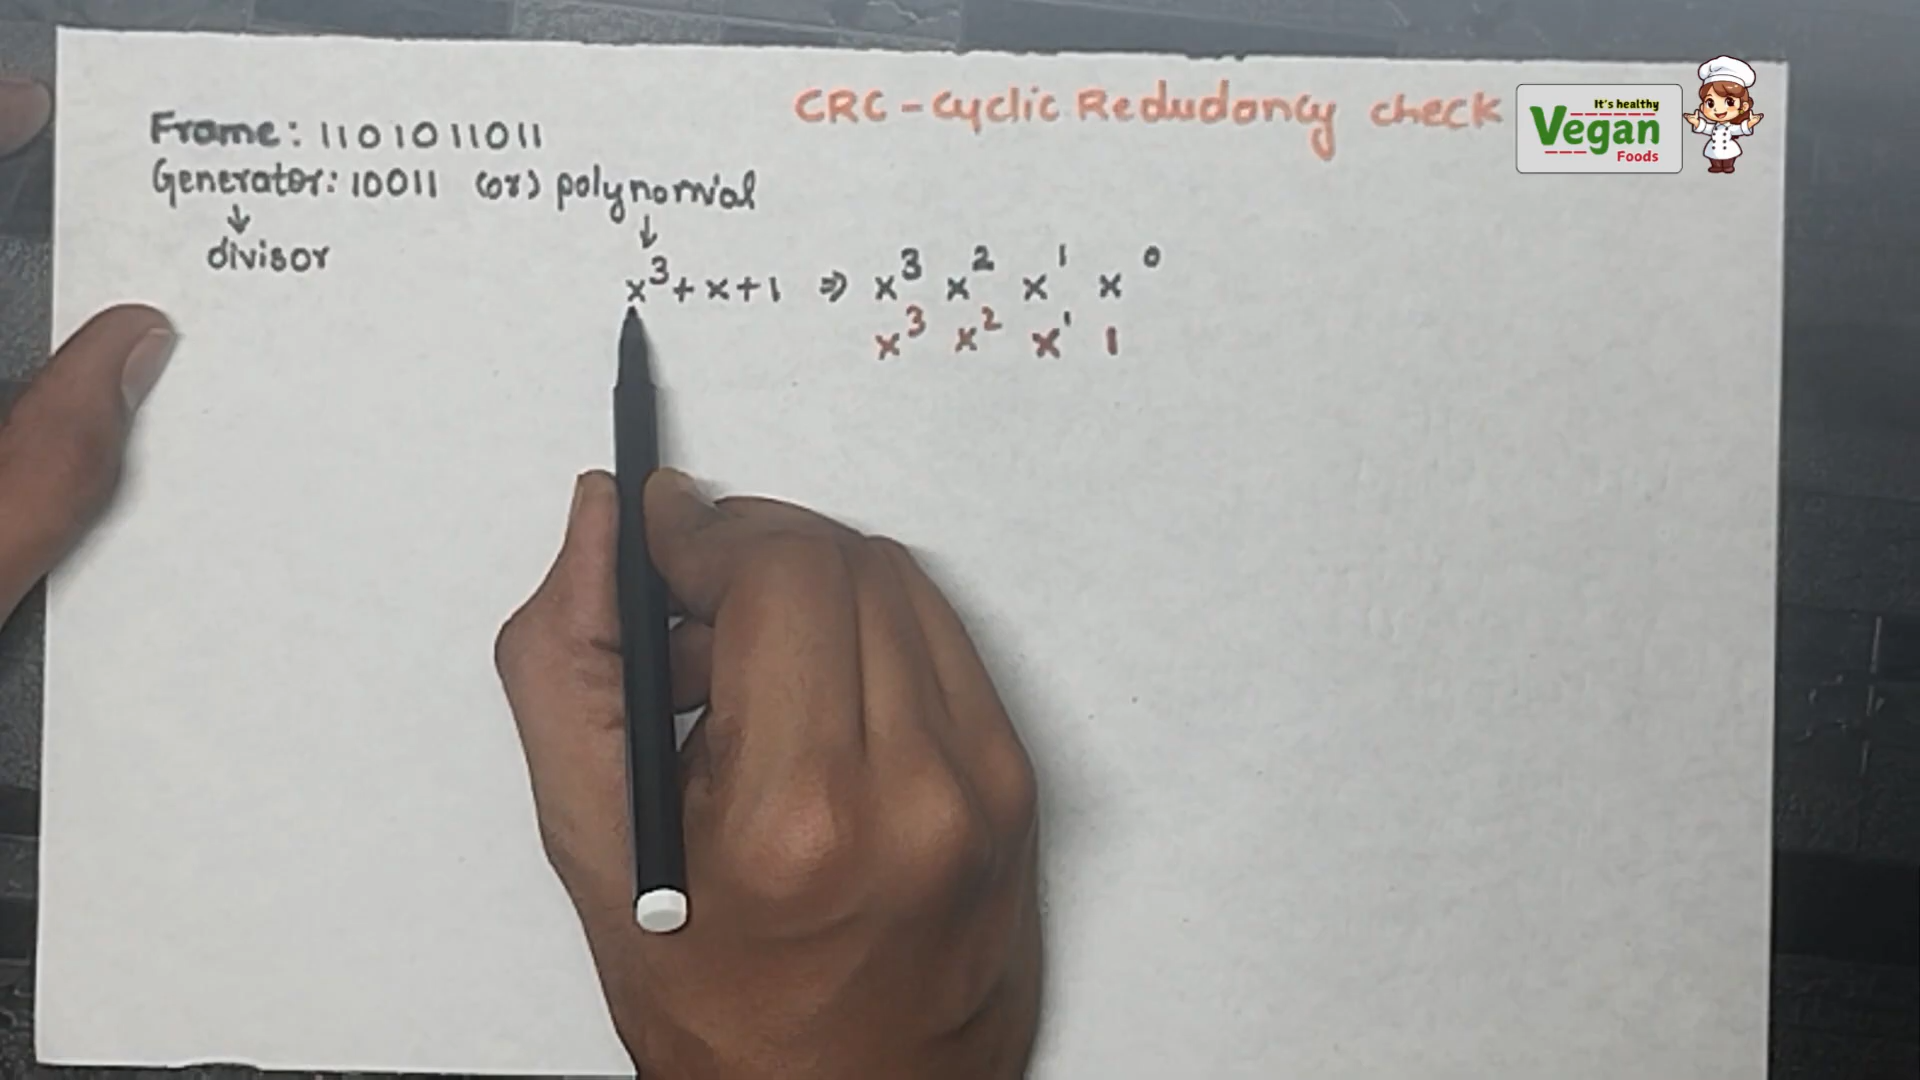 CRC - Cyclic Redudancy check
It's healthy
Vegan
Foods
Frame: 1101011011
Generator: 10011 (or) polynomial
↓ ↓
divisor
x³ + x + 1 ⇒ x³ x² x¹ x⁰
x³ x² x¹ 1